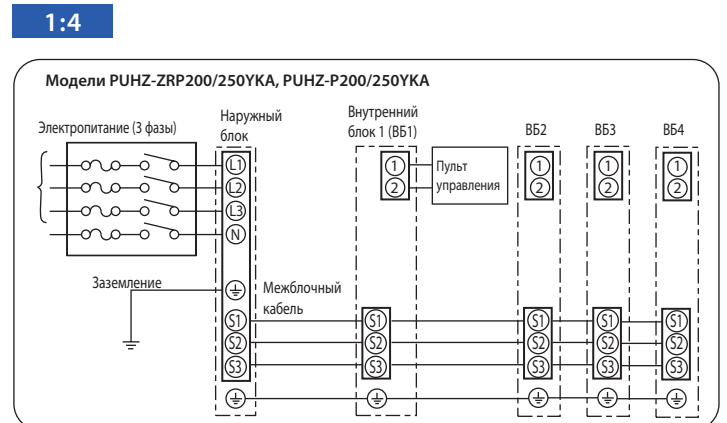 1:4
Модели PUHZ-ZRP200/250YKA, PUHZ-P200/250YKA
Электропитание (3 фазы)
Наружный
блок
Внутренний
блок 1 (ВБ1)
ВБ2
ВБ3
ВБ4
L1
L2
L3
N
1
2
Пульт
управления
1
2
1
2
1
2
Заземление
Межблочный
кабель
S1 S1 S1 S1 S1
S2 S2 S2 S2 S2
S3 S3 S3 S3 S3